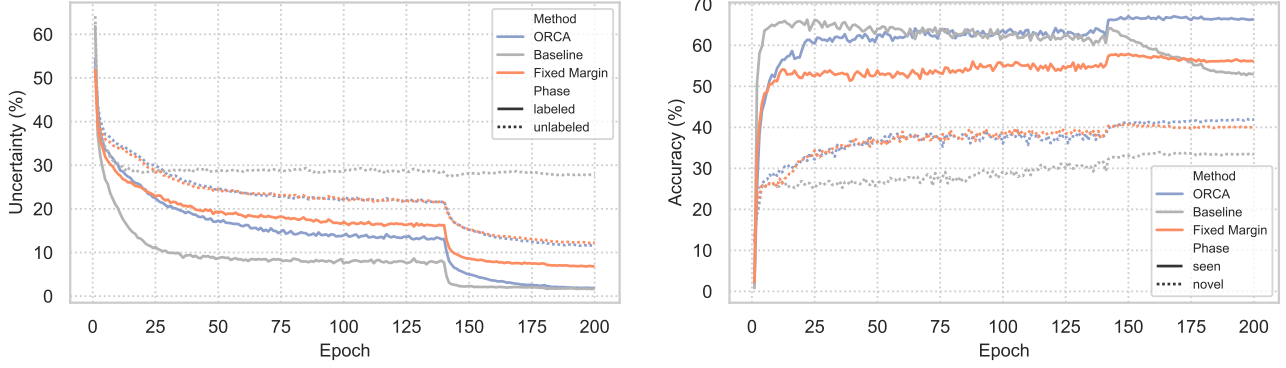 Uncertainty (%)
60
50
40
30
20
10
0
0 25 50 75 100 125 150 175 200
Epoch
Method
ORCA
Baseline
Fixed Margin
Phase
labeled
unlabeled
Accuracy (%)
70
60
50
40
30
20
10
0
0 25 50 75 100 125 150 175 200
Epoch
Method
ORCA
Baseline
Fixed Margin
Phase
seen
novel